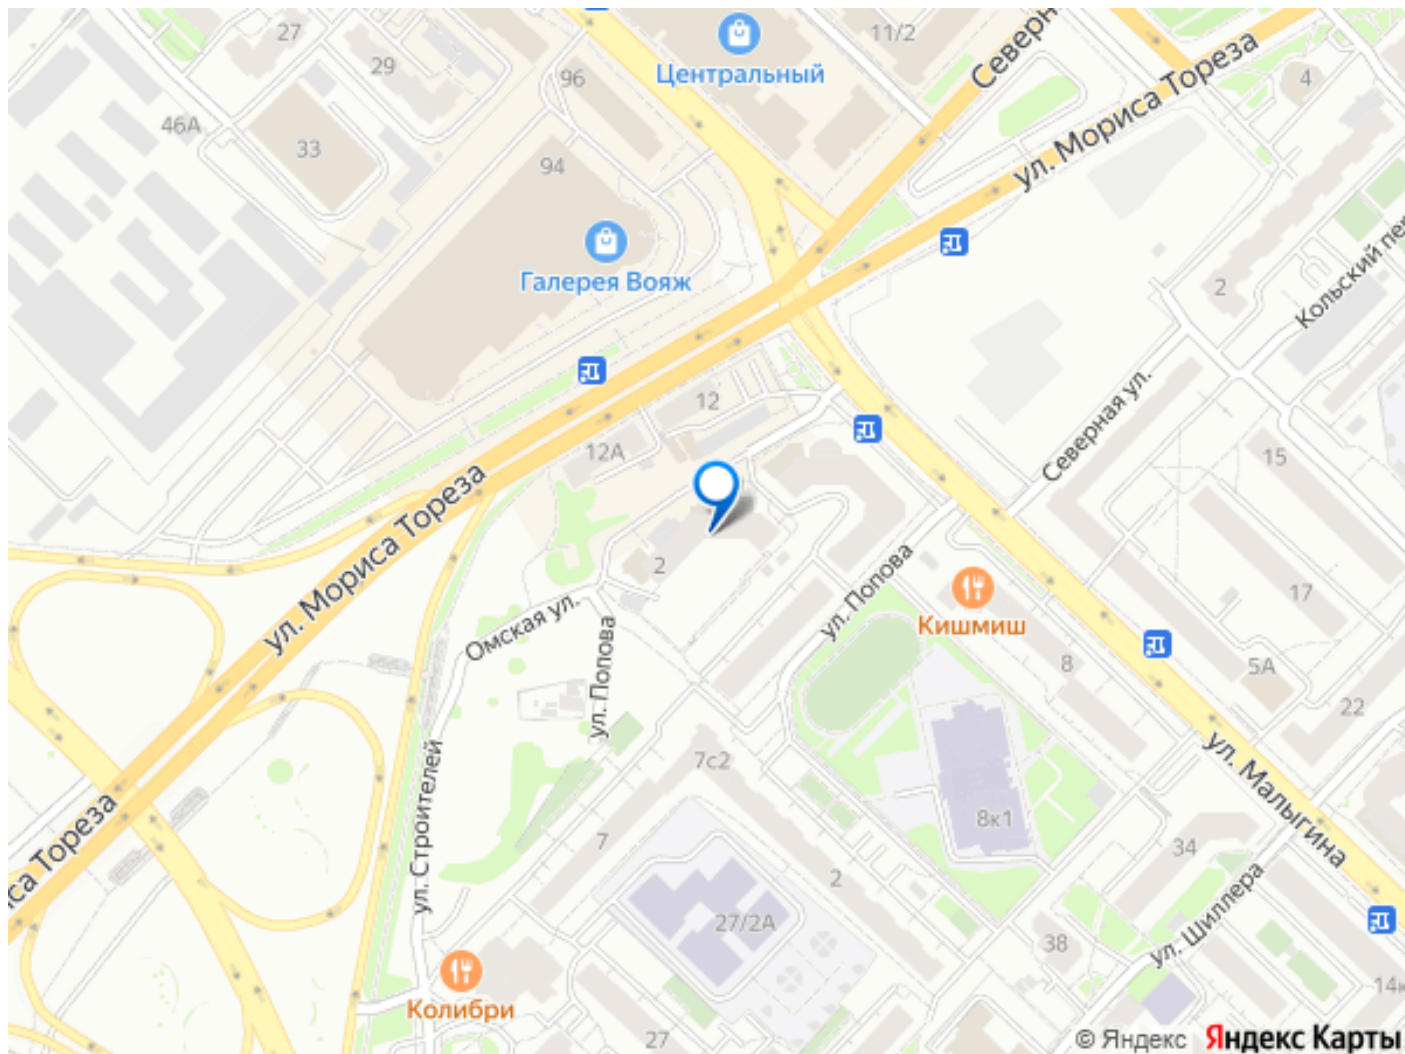 27
11/2
Северн
29
96
Центральный
4
46А
33
94
ул. Мориса Тореза
Галерея Вояж
2
Кольский пер
12
Северная ул.
12А
15
ул. Мориса Тореза
2
17
ул. Попова
Кишмиш
Омская ул.
8
5А
ул. Попова
22
7с2
ул. Малыгина
8к1
ул. Строителей
7
34
са Тореза
2
27/2А
ул. Шиллера
38
14к
Колибри
27
© Яндекс Яндекс Карты